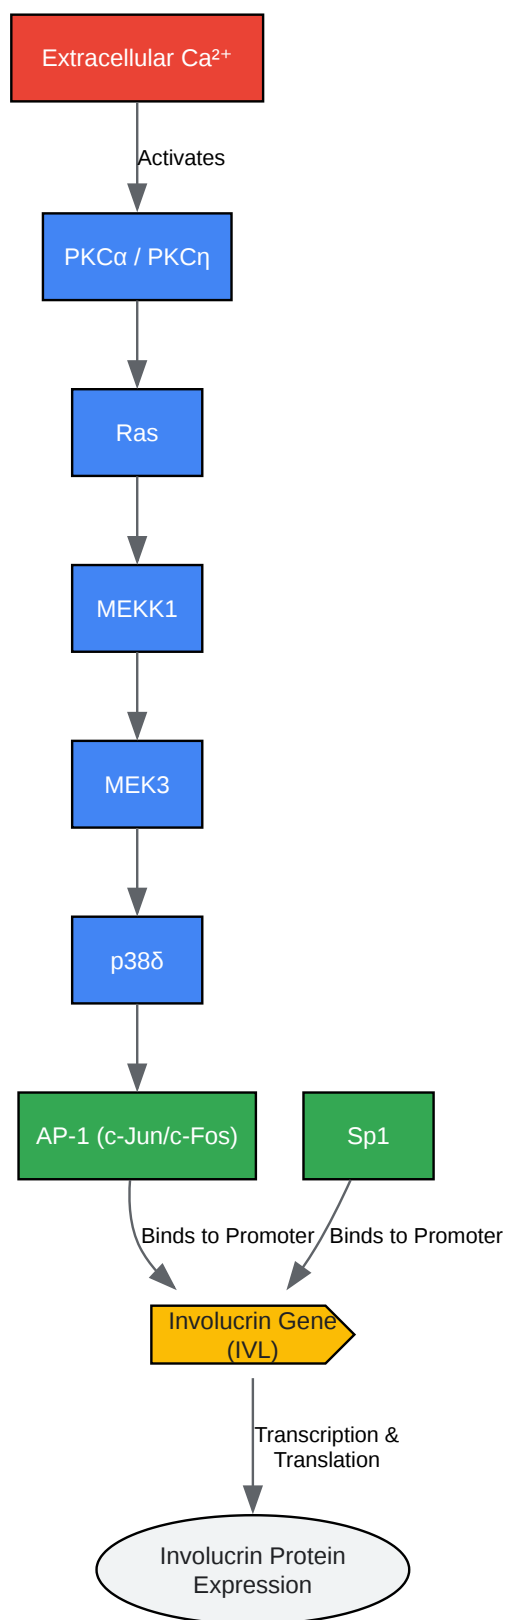 Extracellular Ca²⁺
Activates
PKCα / PKCη
Ras
MEKK1
MEK3
p38δ
AP-1 (c-Jun/c-Fos)
Sp1
Binds to Promoter
Binds to Promoter
Involucrin Gene
(IVL)
Transcription &
Translation
Involucrin Protein
Expression